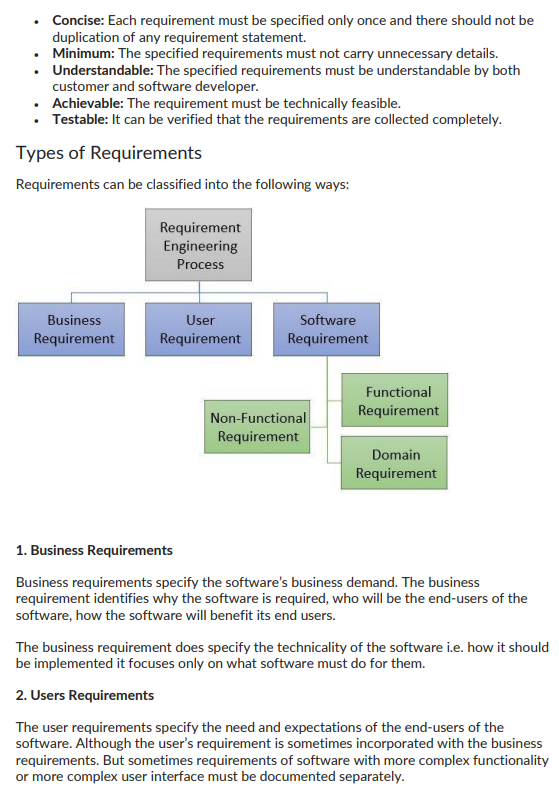 • Concise: Each requirement must be specified only once and there should not be
duplication of any requirement statement.
• Minimum: The specified requirements must not carry unnecessary details.
• Understandable: The specified requirements must be understandable by both
customer and software developer.
• Achievable: The requirement must be technically feasible.
• Testable: It can be verified that the requirements are collected completely.
Types of Requirements
Requirements can be classified into the following ways:
Requirement
Engineering
Process
Business
Requirement
User
Requirement
Software
Requirement
Functional
Requirement
Non-Functional
Requirement
Domain
Requirement
1. Business Requirements
Business requirements specify the software’s business demand. The business
requirement identifies why the software is required, who will be the end-users of the
software, how the software will benefit its end users.
The business requirement does specify the technicality of the software i.e. how it should
be implemented it focuses only on what software must do for them.
2. Users Requirements
The user requirements specify the need and expectations of the end-users of the
software. Although the user’s requirement is sometimes incorporated with the business
requirements. But sometimes requirements of software with more complex functionality
or more complex user interface must be documented separately.